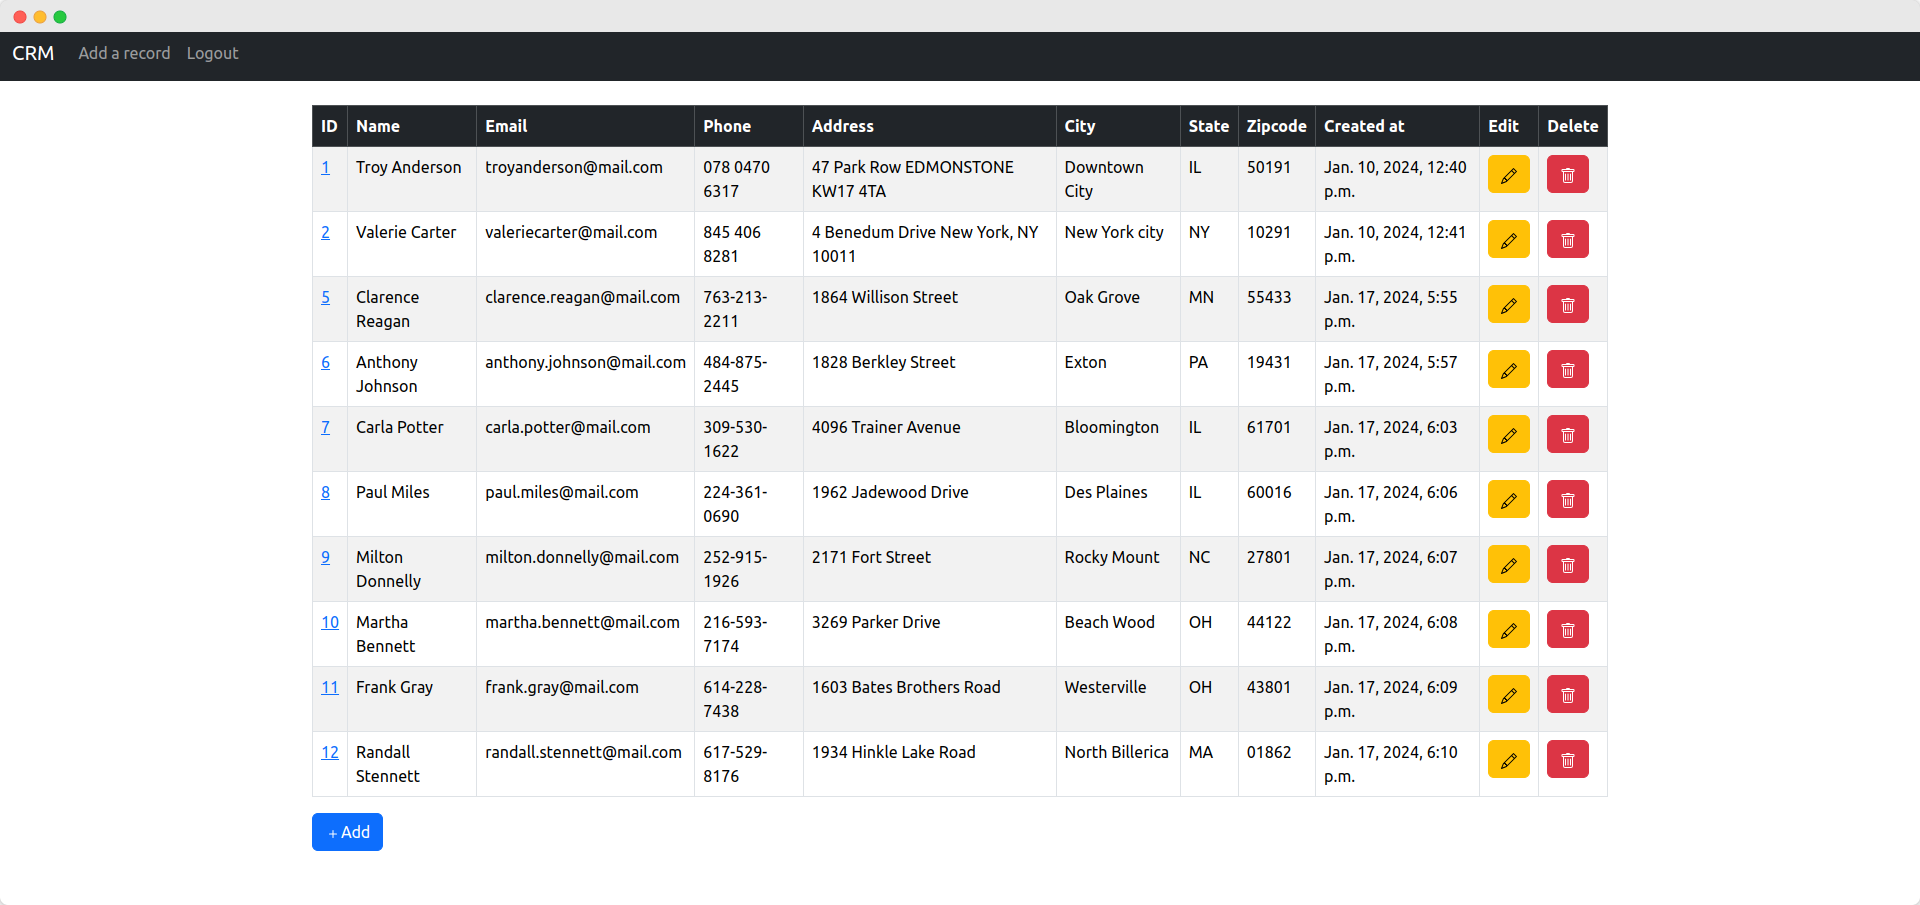 CRM Add a record Logout
ID Name Email Phone Address City State Zipcode Created at Edit Delete
1 Troy Anderson troyanderson@mail.com 078 0470 47 Park Row EDMONSTONE Downtown IL 50191 Jan. 10, 2024, 12:40
6317 KW17 4TA City p.m.
2 Valerie Carter valeriecarter@mail.com 845 406 4 Benedum Drive New York, NY New York city NY 10291 Jan. 10, 2024, 12:41
8281 10011 p.m.
5 Clarence clarence.reagan@mail.com 763-213- 1864 Willison Street Oak Grove MN 55433 Jan. 17, 2024, 5:55
Reagan 2211 p.m.
6 Anthony anthony.johnson@mail.com 484-875- 1828 Berkley Street Exton PA 19431 Jan. 17, 2024, 5:57
Johnson 2445 p.m.
7 Carla Potter carla.potter@mail.com 309-530- 4096 Trainer Avenue Bloomington IL 61701 Jan. 17, 2024, 6:03
1622 p.m.
8 Paul Miles paul.miles@mail.com 224-361- 1962 Jadewood Drive Des Plaines IL 60016 Jan. 17, 2024, 6:06
0690 p.m.
9 Milton milton.donnelly@mail.com 252-915- 2171 Fort Street Rocky Mount NC 27801 Jan. 17, 2024, 6:07
Donnelly 1926 p.m.
10 Martha martha.bennett@mail.com 216-593- 3269 Parker Drive Beach Wood OH 44122 Jan. 17, 2024, 6:08
Bennett 7174 p.m.
11 Frank Gray frank.gray@mail.com 614-228- 1603 Bates Brothers Road Westerville OH 43801 Jan. 17, 2024, 6:09
7438 p.m.
12 Randall randall.stennett@mail.com 617-529- 1934 Hinkle Lake Road North Billerica MA 01862 Jan. 17, 2024, 6:10
Stennett 8176 p.m.
+ Add